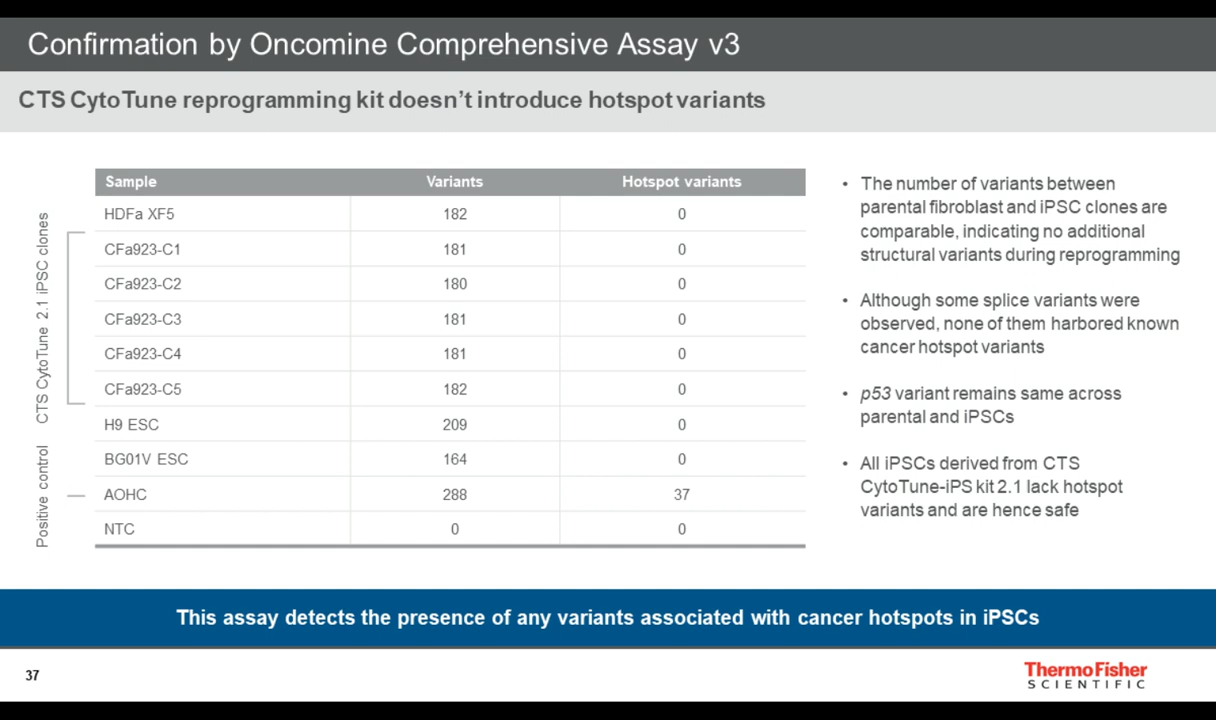 Confirmation by Oncomine Comprehensive Assay v3
CTS CytoTune reprogramming kit doesn't introduce hotspot variants
CTS CytoTune 2.1 iPSC clones
Positive control
Sample Variants Hotspot variants
HDFa XF5 182 0
CFa923-C1 181 0
CFa923-C2 180 0
CFa923-C3 181 0
CFa923-C4 181 0
CFa923-C5 182 0
H9 ESC 209 0
BG01V ESC 164 0
AOHC 288 37
NTC 0 0
• The number of variants between
parental fibroblast and iPSC clones are
comparable, indicating no additional
structural variants during reprogramming
• Although some splice variants were
observed, none of them harbored known
cancer hotspot variants
• p53 variant remains same across
parental and iPSCs
• All iPSCs derived from CTS
CytoTune-iPS kit 2.1 lack hotspot
variants and are hence safe
This assay detects the presence of any variants associated with cancer hotspots in iPSCs
37
ThermoFisher
SCIENTIFIC